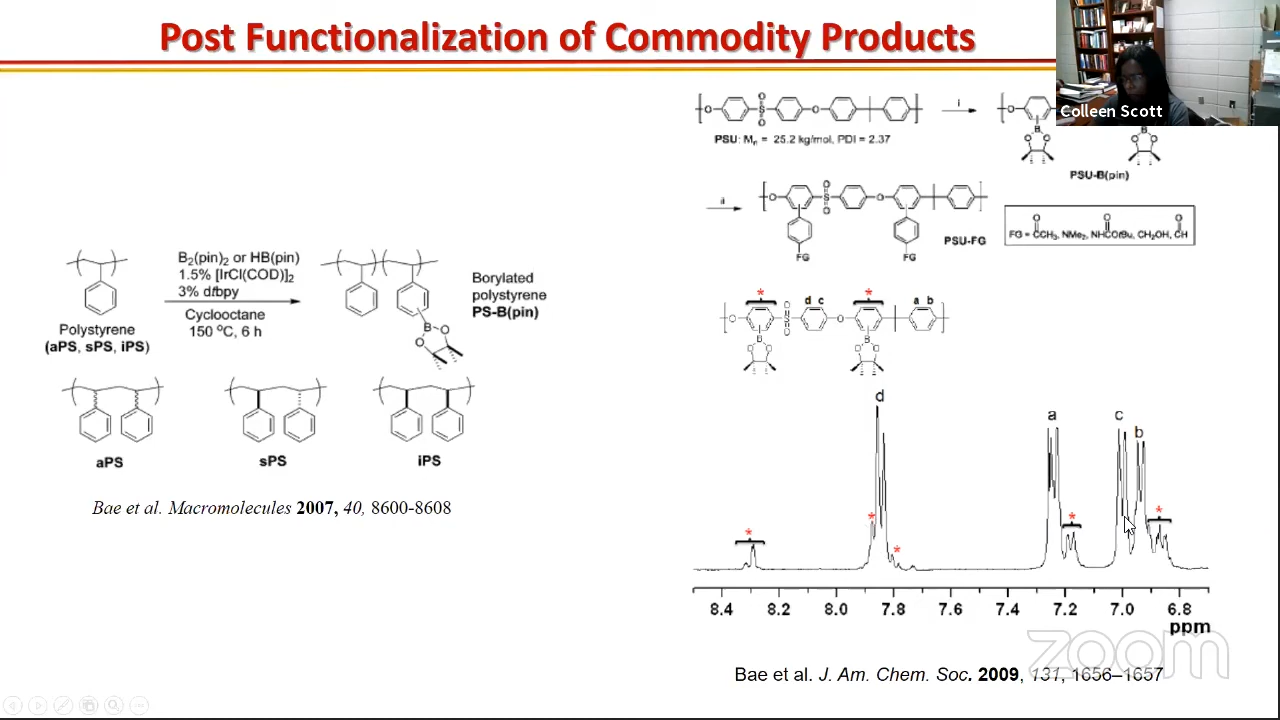 Post Functionalization of Commodity Products
Colleen Scott
PSU: Mn = 25.2 kg/mol, PDI = 2.37
i
PSU-B(pin)
ii
PSU-FG
FG = CCH3, NMe2, NHCOtBu, CH2OH, CH
B2(pin)2 or HB(pin)
1.5% [IrCl(COD)]2
3% dtbpy
Cyclooctane
150 ºC, 6 h
Polystyrene
(aPS, sPS, iPS)
Borylated
polystyrene
PS-B(pin)
aPS
sPS
iPS
Bae et al. Macromolecules 2007, 40, 8600-8608
* d c * a b
d a c b
* * * * *
8.4 8.2 8.0 7.8 7.6 7.4 7.2 7.0 6.8
ppm
zoom
Bae et al. J. Am. Chem. Soc. 2009, 131, 1656–1657